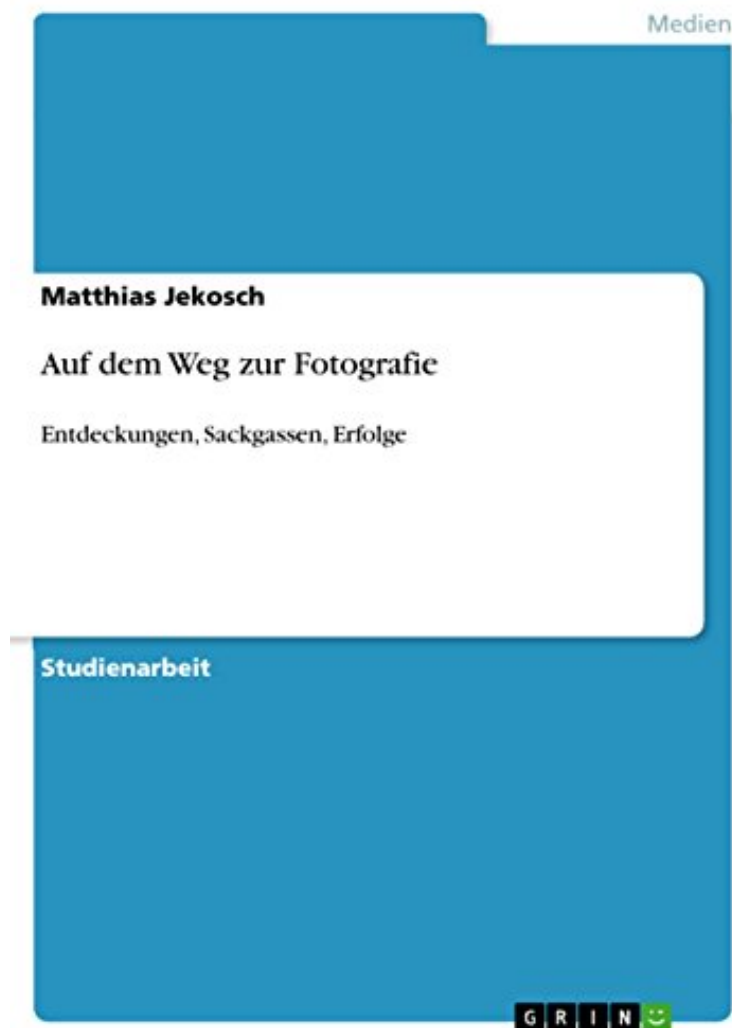 Medien
Matthias Jekosch
Auf dem Weg zur Fotografie
Entdeckungen, Sackgassen, Erfolge
Studienarbeit
GRIN